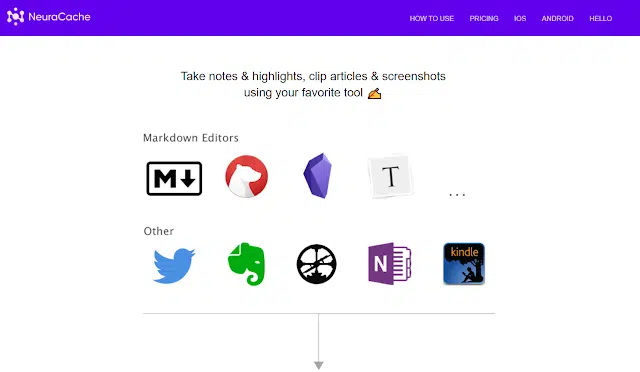 NeuraCache
HOW TO USE PRICING IOS ANDROID HELLO
Take notes & highlights, clip articles & screenshots
using your favorite tool ✍
Markdown Editors
M
T
...
Other
N
kindle